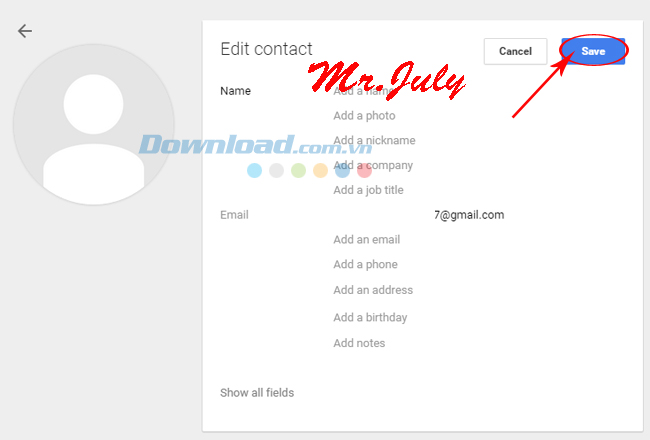 Edit contact
Cancel
Save
Mr.July
Name
Add a name
Add a photo
Add a nickname
Download.com.vn
Add a company
Add a job title
Email
7@gmail.com
Add an email
Add a phone
Add an address
Add a birthday
Add notes
Show all fields